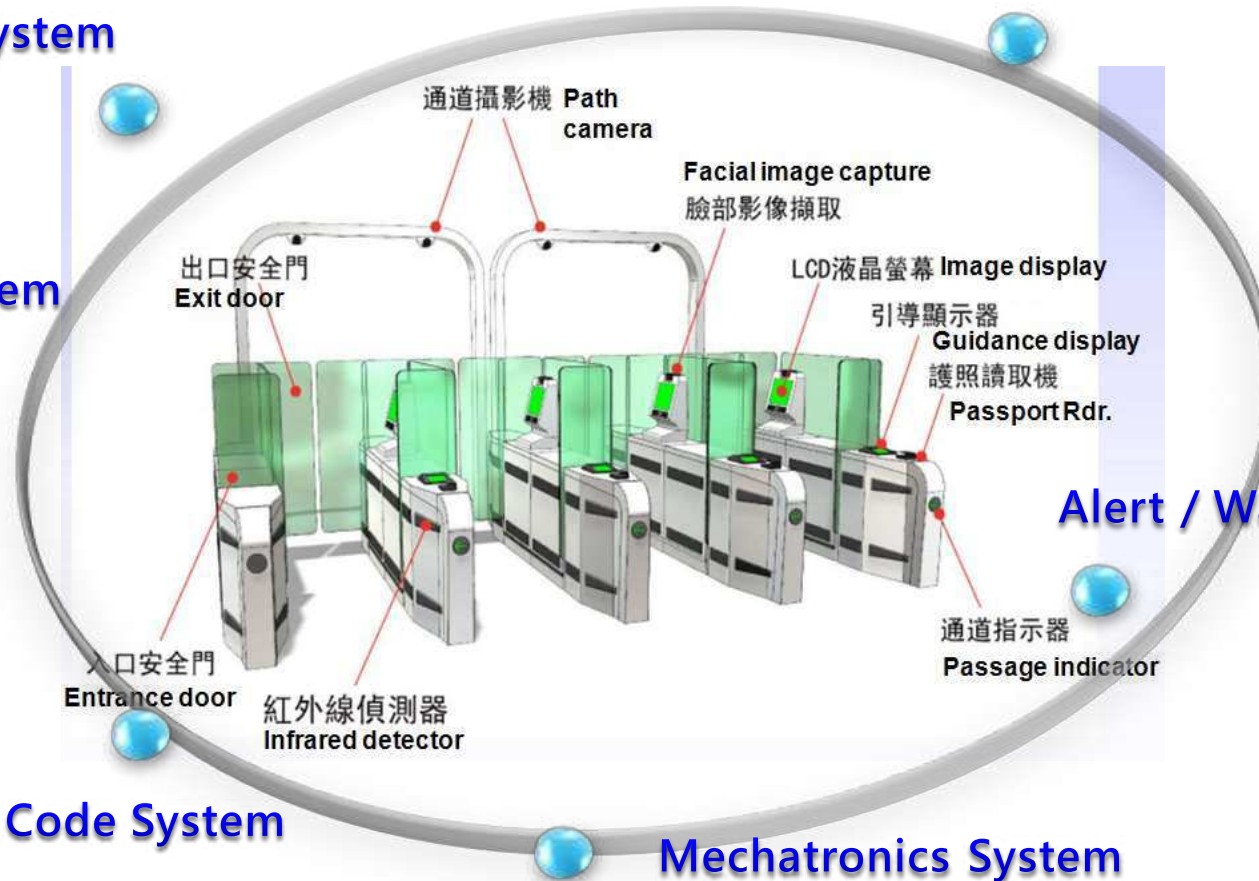 ystem
通道攝影機 Path
camera
Facial image capture
臉部影像擷取
出口安全門
Exit door
LCD液晶螢幕 Image display
em
引導顯示器
Guidance display
護照讀取機
Passport Rdr.
Alert / W
通道指示器
Passage indicator
入口安全門
Entrance door
紅外線偵測器
Infrared detector
Code System
Mechatronics System